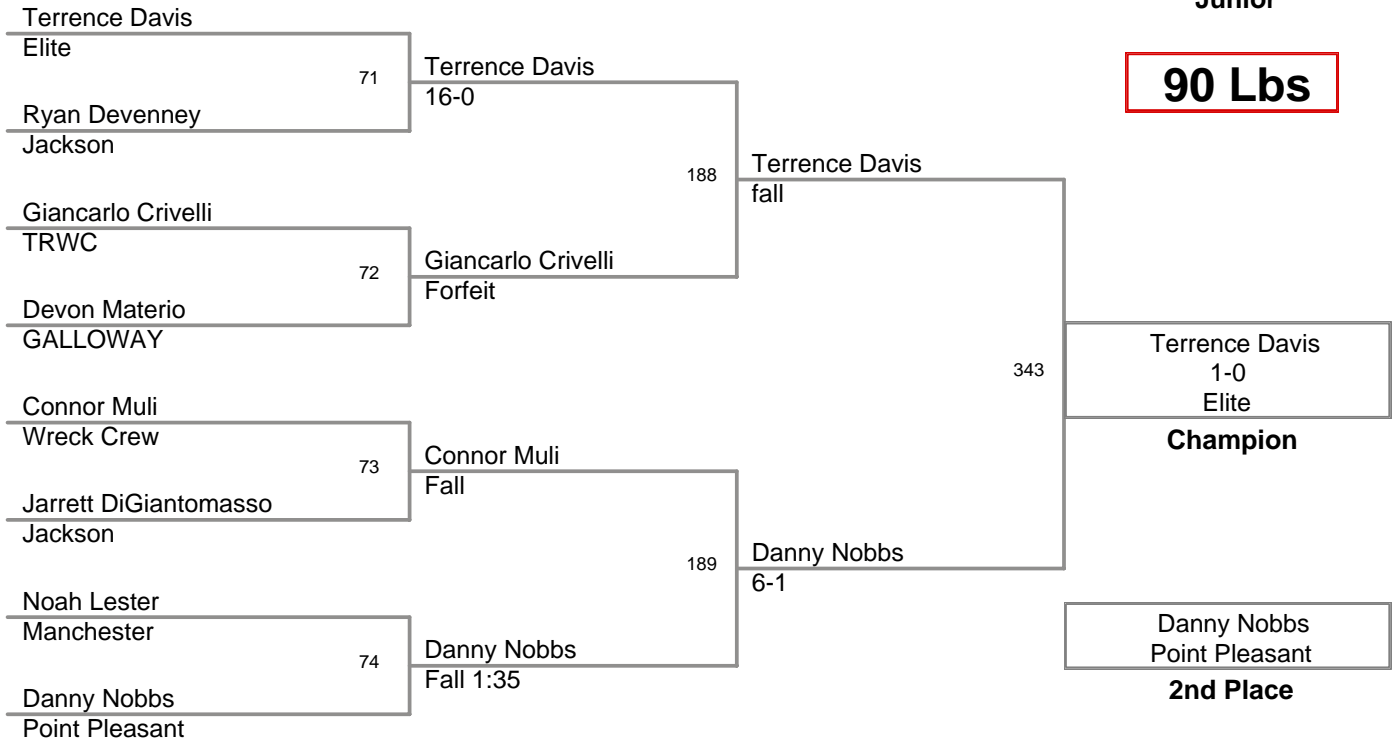 Junior
90 Lbs
Terrence Davis
Elite
71
Ryan Devenney
Jackson
Terrence Davis
16-0
Giancarlo Crivelli
TRWC
72
Devon Materio
GALLOWAY
Giancarlo Crivelli
Forfeit
188
Terrence Davis
fall
Connor Muli
Wreck Crew
73
Jarrett DiGiantomasso
Jackson
Connor Muli
Fall
Noah Lester
Manchester
74
Danny Nobbs
Point Pleasant
Danny Nobbs
Fall 1:35
189
Danny Nobbs
6-1
343
Terrence Davis
1-0
Elite
Champion
Danny Nobbs
Point Pleasant
2nd Place